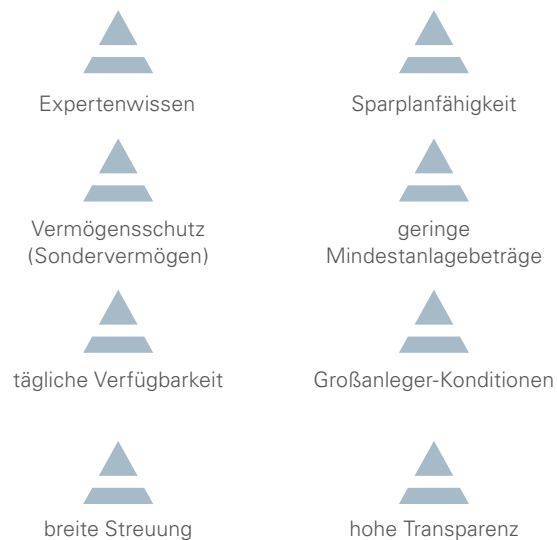 Expertenwissen
Sparplanfähigkeit
Vermögensschutz
(Sondervermögen)
geringe
Mindestanlagebeträge
tägliche Verfügbarkeit
Großanleger-Konditionen
breite Streuung
hohe Transparenz